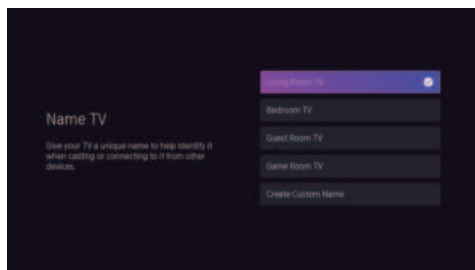 Living Room TV
Bedroom TV
Name TV
Guest Room TV
Give your TV a unique name to help identify it
when casting or connecting to it from other
devices.
Game Room TV
Create Custom Name